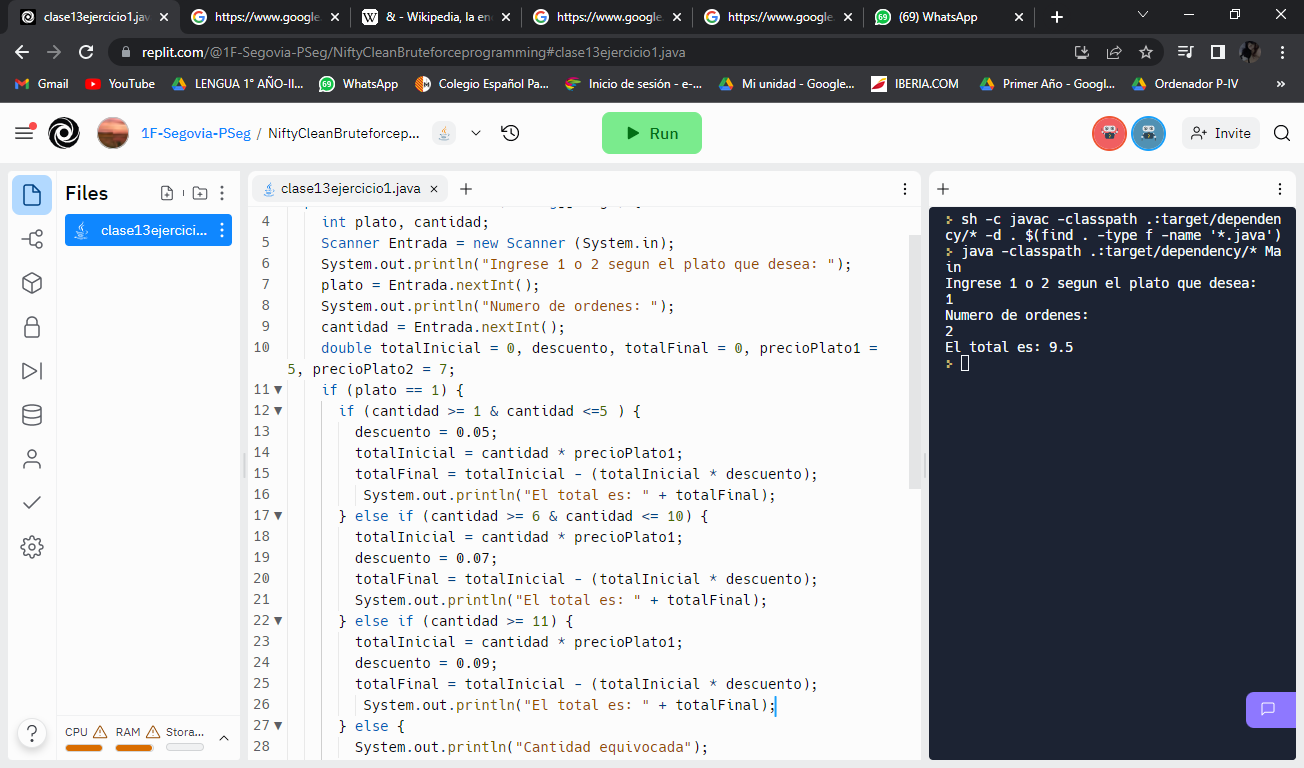 clase13ejercicio1.jav
https://www.google.
& - Wikipedia, la en
https://www.google.
https://www.google.
(69) WhatsApp
replit.com/@1F-Segovia-PSeg/NiftyCleanBruteforceprogramming#clase13ejercicio1.java
Gmail
YouTube
LENGUA 1° AÑO-II...
WhatsApp
Colegio Español Pa...
Inicio de sesión - e-...
Mi unidad - Google...
IBERIA.COM
Primer Año - Googl...
Ordenador P-IV
»
1F-Segovia-PSeg / NiftyCleanBruteforcep...
Run
Invite
Files
clase13ejercici...
CPU
RAM
Stora...
?
clase13ejercicio1.java
4 int plato, cantidad;
5 Scanner Entrada = new Scanner (System.in);
6 System.out.println("Ingrese 1 o 2 segun el plato que desea: ");
7 plato = Entrada.nextInt();
8 System.out.println("Numero de ordenes: ");
9 cantidad = Entrada.nextInt();
10 double totalInicial = 0, descuento, totalFinal = 0, precioPlato1 =
5, precioPlato2 = 7;
11 if (plato == 1) {
12 if (cantidad >= 1 & cantidad <=5 ) {
13 descuento = 0.05;
14 totalInicial = cantidad * precioPlato1;
15 totalFinal = totalInicial - (totalInicial * descuento);
16 System.out.println("El total es: " + totalFinal);
17 } else if (cantidad >= 6 & cantidad <= 10) {
18 totalInicial = cantidad * precioPlato1;
19 descuento = 0.07;
20 totalFinal = totalInicial - (totalInicial * descuento);
21 System.out.println("El total es: " + totalFinal);
22 } else if (cantidad >= 11) {
23 totalInicial = cantidad * precioPlato1;
24 descuento = 0.09;
25 totalFinal = totalInicial - (totalInicial * descuento);
26 System.out.println("El total es: " + totalFinal);
27 } else {
28 System.out.println("Cantidad equivocada");
sh -c javac -classpath .:target/dependen
cy/* -d . $(find . -type f -name '*.java')
java -classpath .:target/dependency/* Ma
in
Ingrese 1 o 2 segun el plato que desea:
1
Numero de ordenes:
2
El total es: 9.5